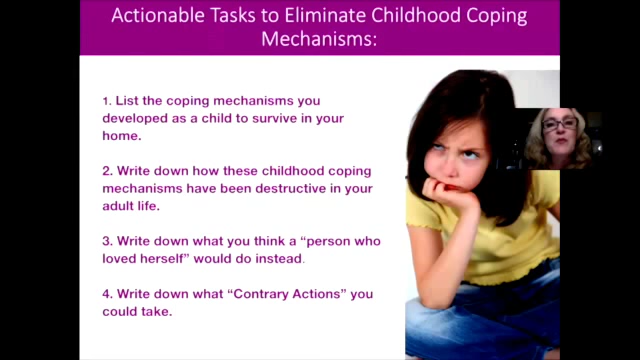 Actionable Tasks to Eliminate Childhood Coping
Mechanisms:
1. List the coping mechanisms you
developed as a child to survive in your
home.
2. Write down how these childhood coping
mechanisms have been destructive in your
adult life.
3. Write down what you think a “person who
loved herself” would do instead.
4. Write down what “Contrary Actions” you
could take.